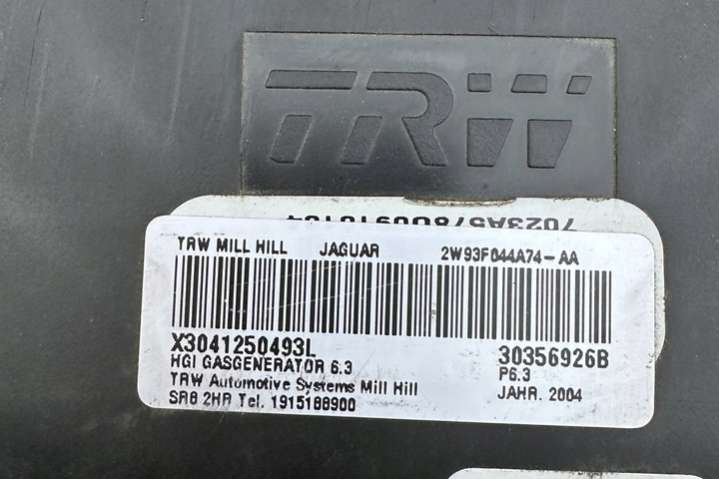 TRW
TRW MILL HILL JAGUAR 2W93F044A74-AA
X3041250493L 30356926B
HGI GASGENERATOR 6.3 P6.3
TRW Automotive Systems Mill Hill JAHR. 2004
SR8 2HR Tel. 1915188900